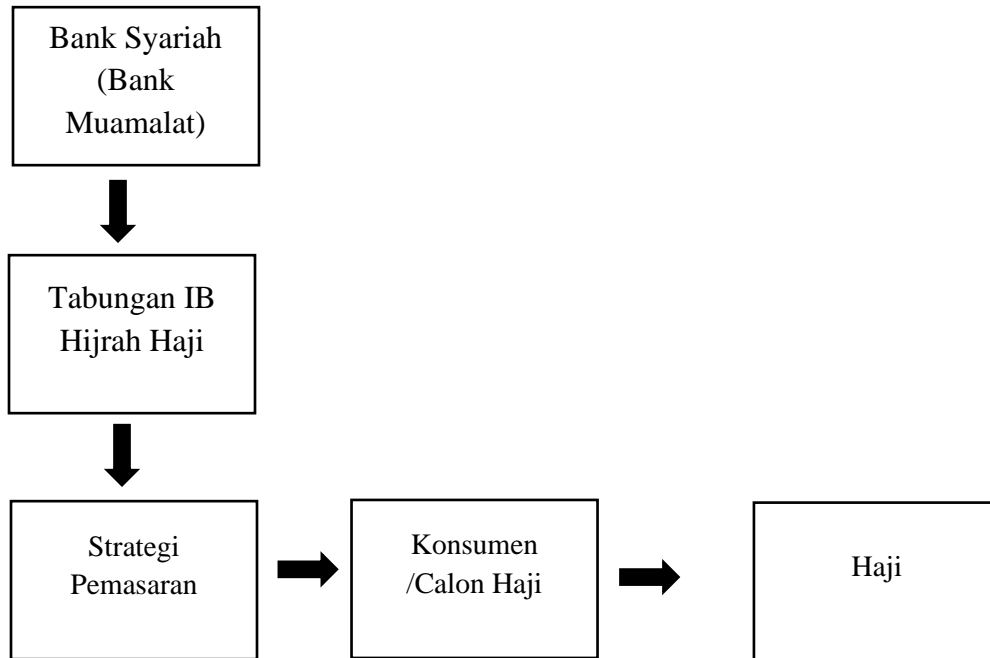 Bank Syariah
(Bank
Muamalat)
Tabungan IB
Hijrah Haji
Strategi
Pemasaran
Konsumen
/Calon Haji
Haji